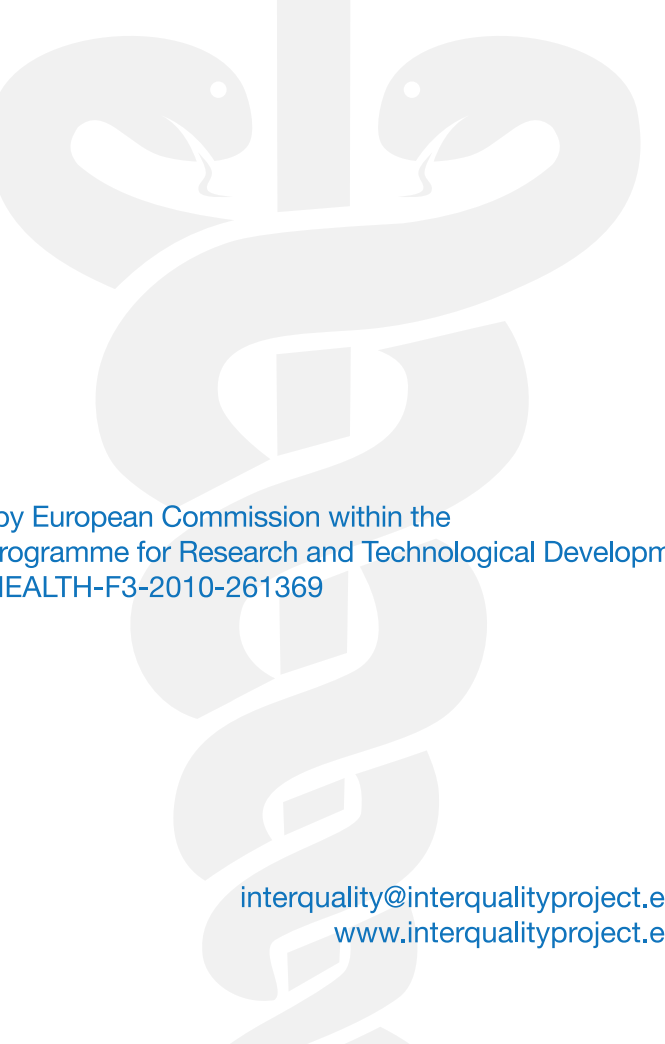 by European Commission within the
rogramme for Research and Technological Developm
HEALTH-F3-2010-261369
interquality@interqualityproject.e
www.interqualityproject.e